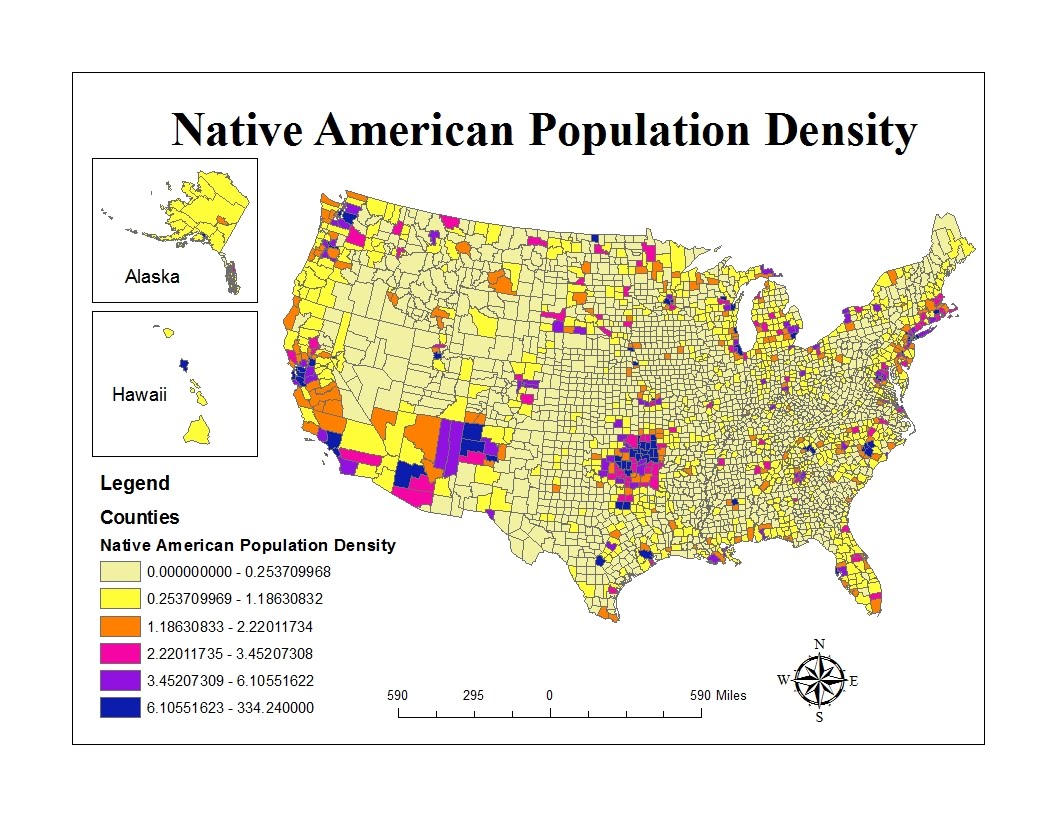 Native American Population Density
Alaska
Hawaii
Legend
Counties
Native American Population Density
0.000000000 - 0.253709968
0.253709969 - 1.18630832
1.18630833 - 2.22011734
2.22011735 - 3.45207308
3.45207309 - 6.10551622
6.10551623 - 334.240000
590 295 0 590 Miles
N
W E
S